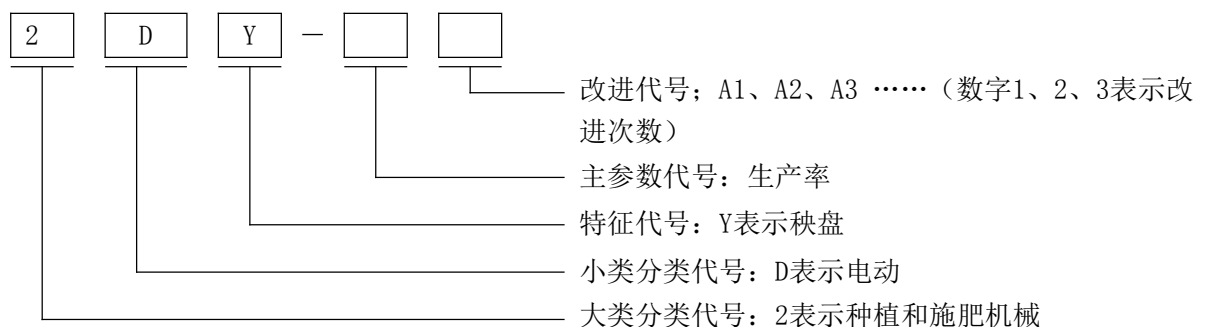 2 D Y －
改进代号；A1、A2、A3 ……（数字1、2、3表示改
进次数）
主参数代号：生产率
特征代号：Y表示秧盘
小类分类代号：D表示电动
大类分类代号：2表示种植和施肥机械